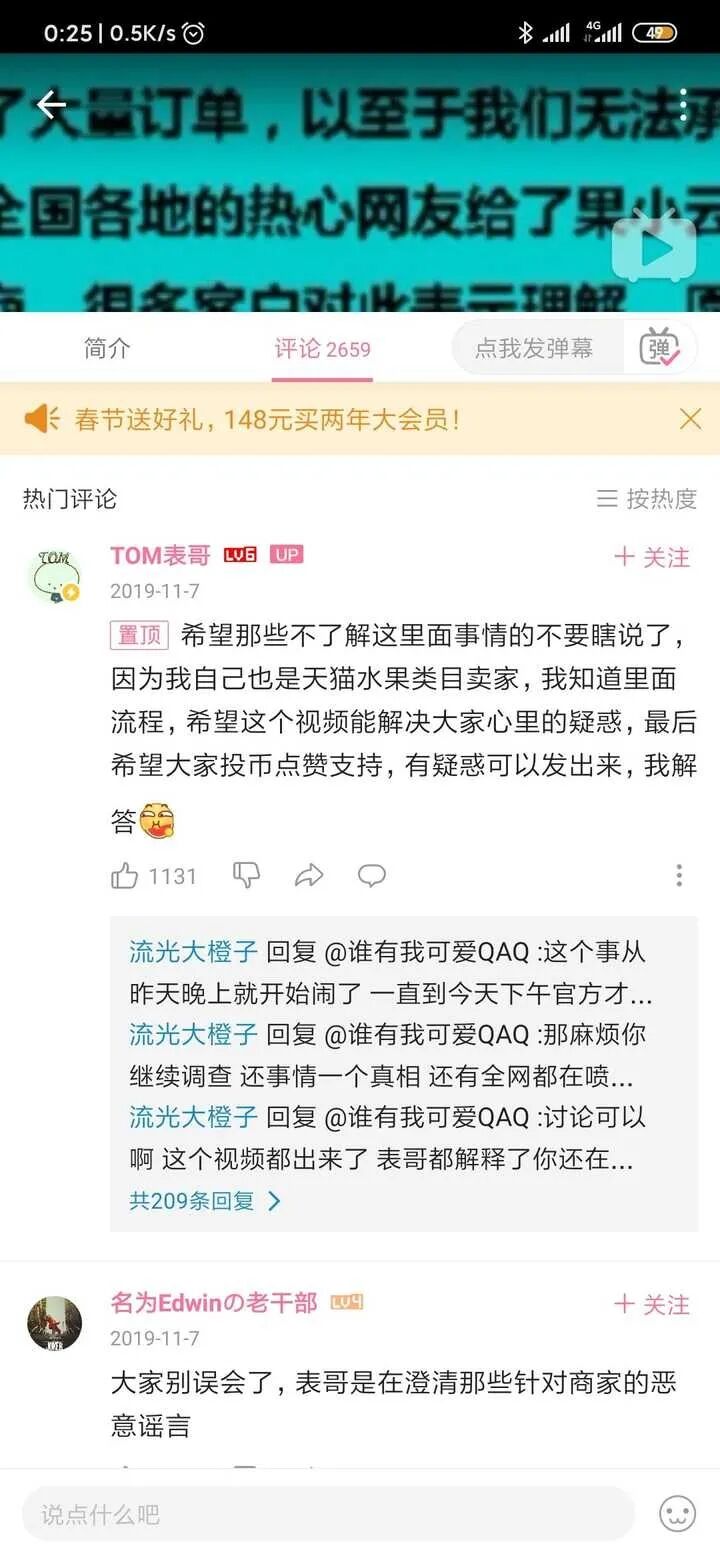 0:25 | 0.5K/s
4G
49
了大量订单，以至于我们无法承
全国各地的热心网友给了果小云
很多客户对此表示理解
简介
评论 2659
点我发弹幕
弹
春节送好礼，148元买两年大会员！
热门评论
按热度
TOM
TOM表哥 LV6 UP
+ 关注
2019-11-7
置顶 希望那些不了解这里面事情的不要瞎说了，
因为我自己也是天猫水果类目卖家，我知道里面
流程，希望这个视频能解决大家心里的疑惑，最后
希望大家投币点赞支持，有疑惑可以发出来，我解
答
1131
流光大橙子 回复 @谁有我可爱QAQ :这个事从
昨天晚上就开始闹了 一直到今天下午官方才...
流光大橙子 回复 @谁有我可爱QAQ :那麻烦你
继续调查 还事情一个真相 还有全网都在喷...
流光大橙子 回复 @谁有我可爱QAQ :讨论可以
啊 这个视频都出来了 表哥都解释了你还在...
共209条回复
名为Edwinの老干部 LV4
+ 关注
2019-11-7
大家别误会了，表哥是在澄清那些针对商家的恶
意谣言
说点什么吧